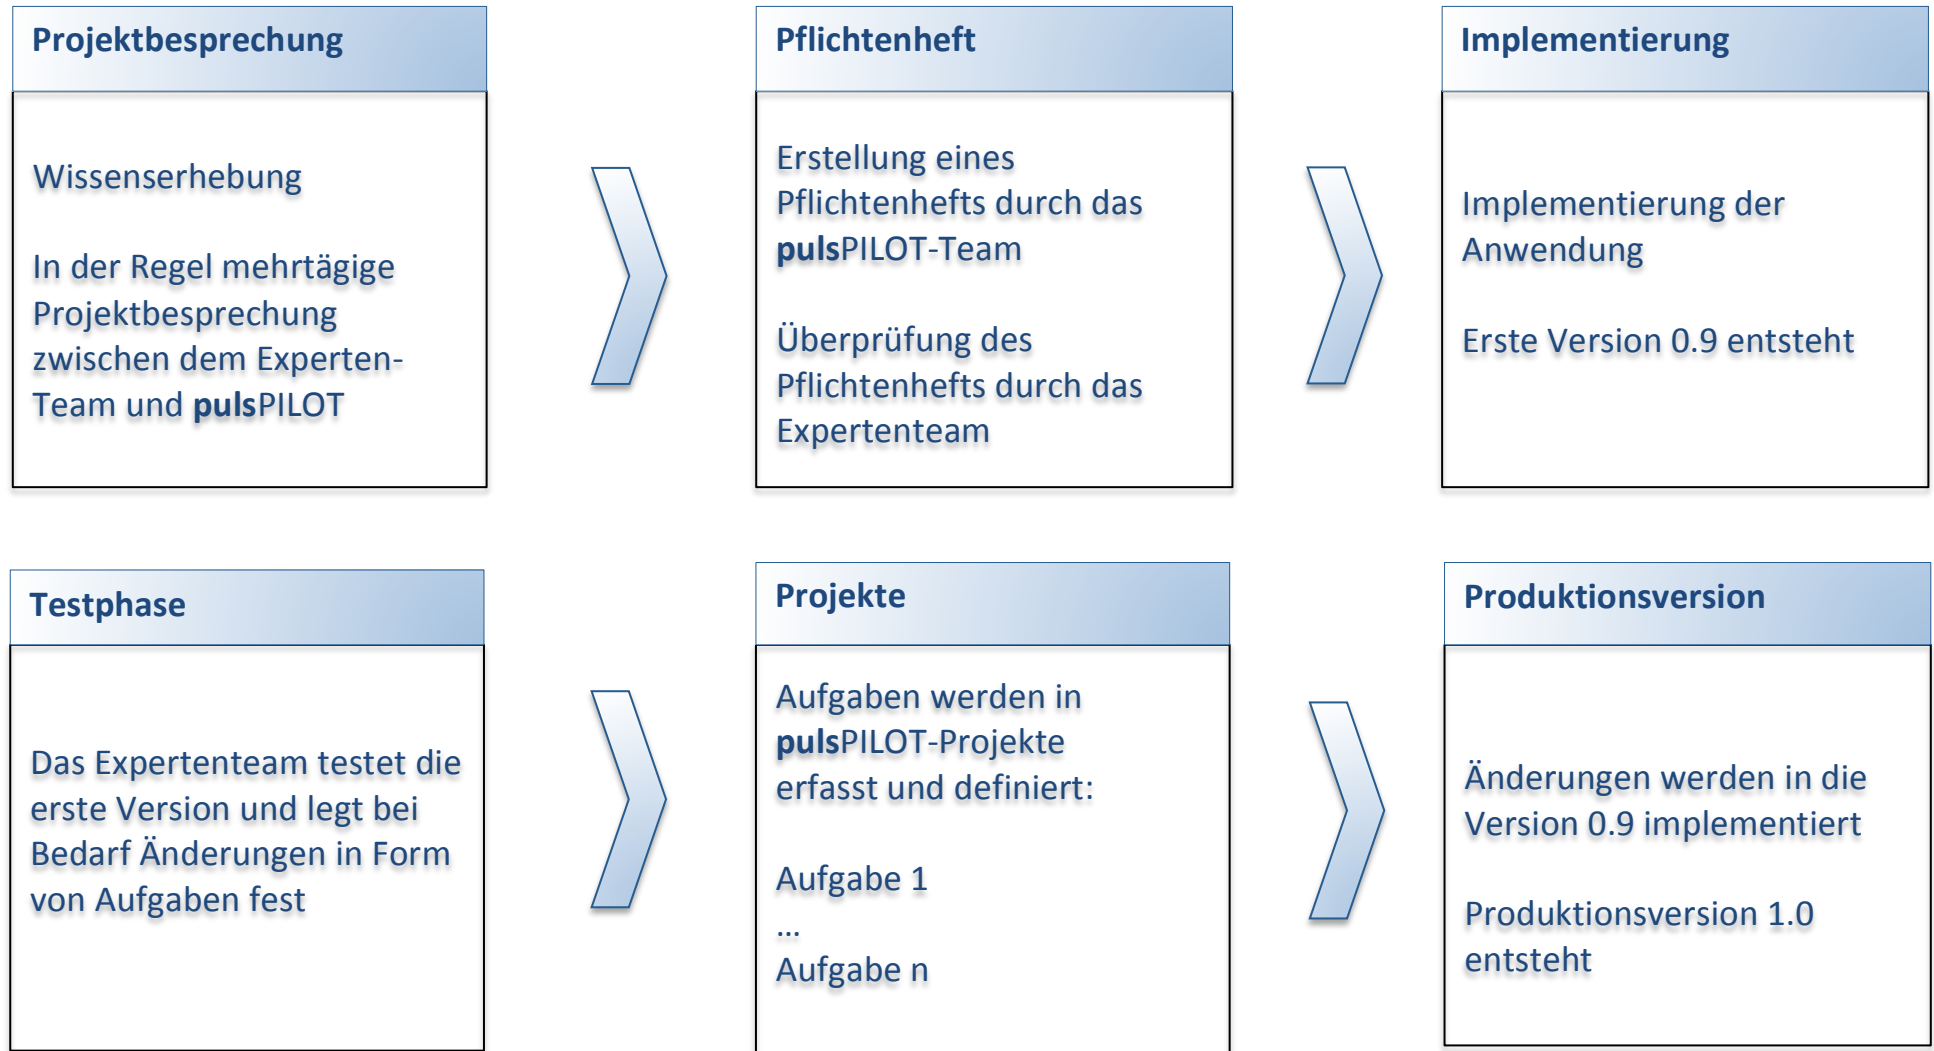 Projektbesprechung
Wissenserhebung
In der Regel mehrtägige
Projektbesprechung
zwischen dem Experten-
Team und pulsPILOT
Pflichtenheft
Erstellung eines
Pflichtenhefts durch das
pulsPILOT-Team
Überprüfung des
Pflichtenhefts durch das
Expertenteam
Implementierung
Implementierung der
Anwendung
Erste Version 0.9 entsteht
Testphase
Das Expertenteam testet die
erste Version und legt bei
Bedarf Änderungen in Form
von Aufgaben fest
Projekte
Aufgaben werden in
pulsPILOT-Projekte
erfasst und definiert:
Aufgabe 1
...
Aufgabe n
Produktionsversion
Änderungen werden in die
Version 0.9 implementiert
Produktionsversion 1.0
entsteht